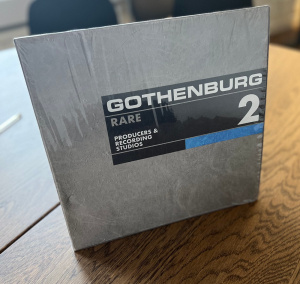 GOTHENBURG
RARE
2
PRODUCERS &
RECORDING
STUDIOS